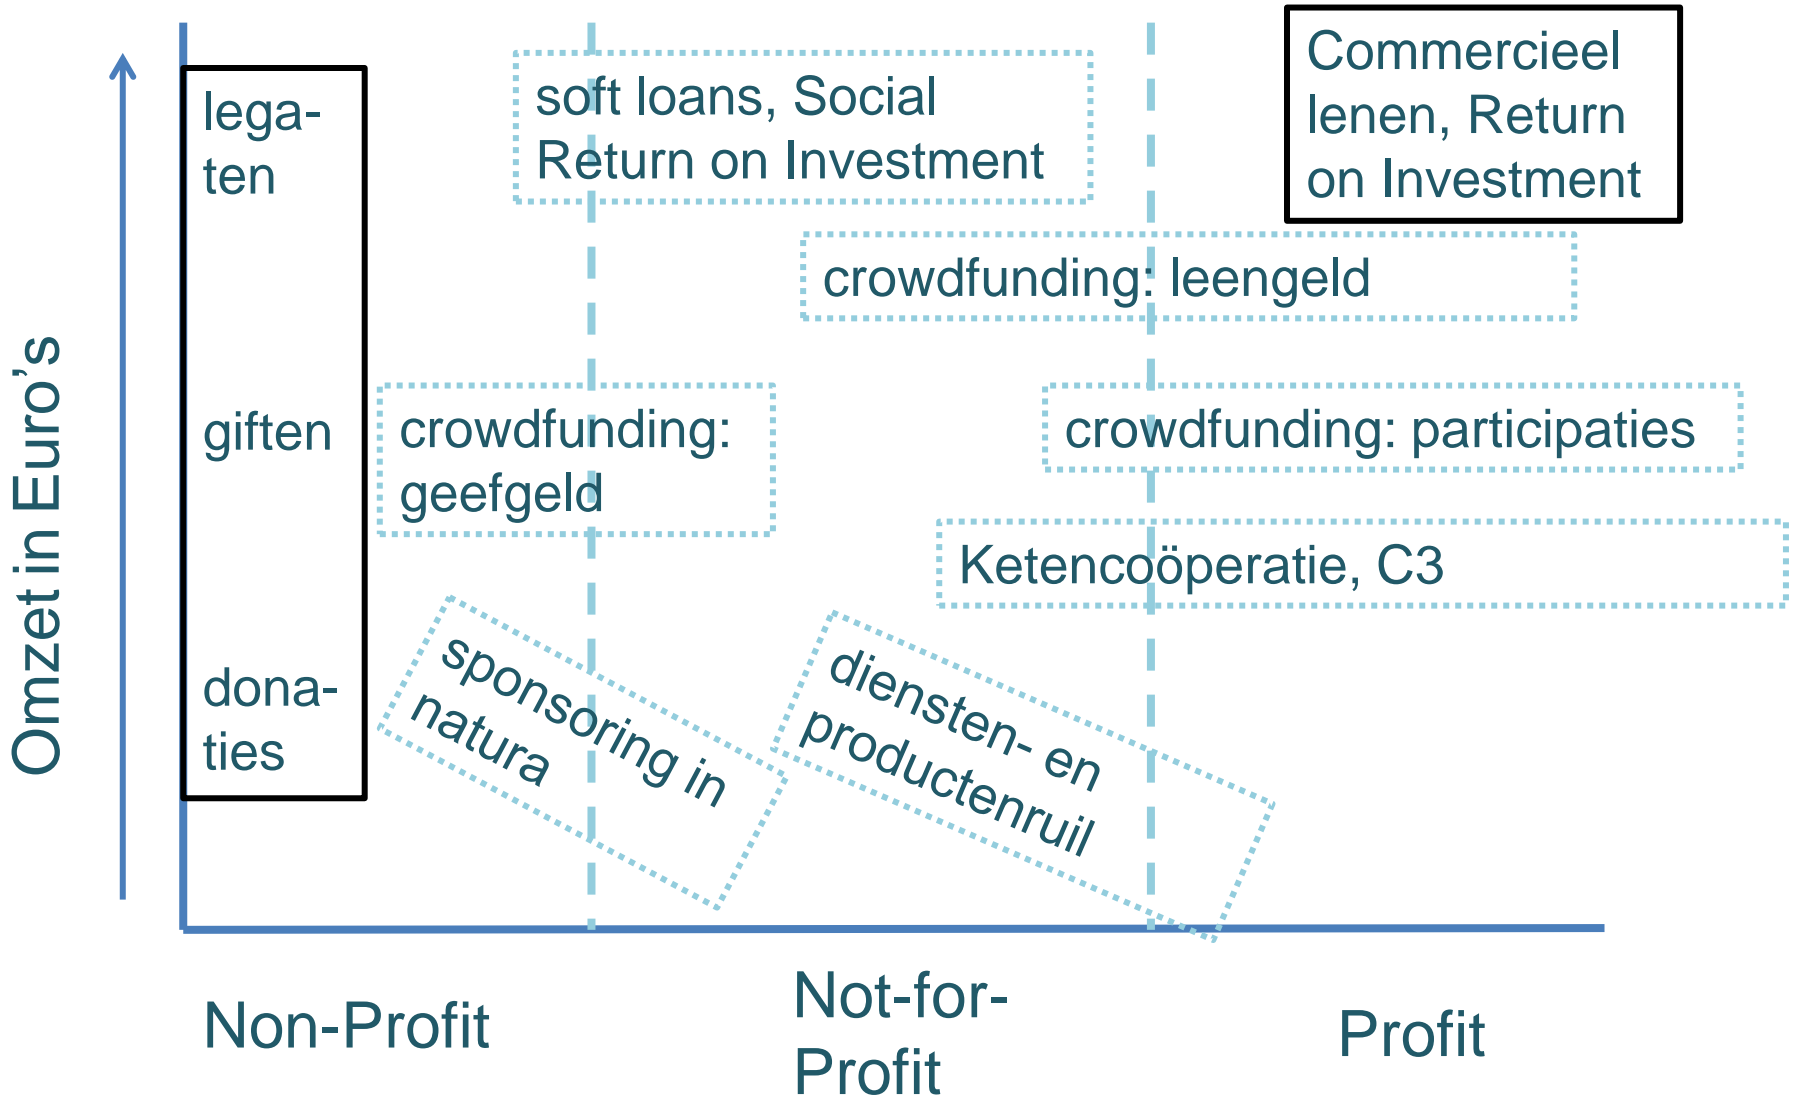 Omzet in Euro’s
lega-
ten
giften
dona-
ties
soft loans, Social
Return on Investment
Commercieel
lenen, Return
on Investment
crowdfunding: leengeld
crowdfunding:
geefgeld
crowdfunding: participaties
Ketencoöperatie, C3
sponsoring in
natura
diensten- en
productenruil
Non-Profit
Not-for-
Profit
Profit